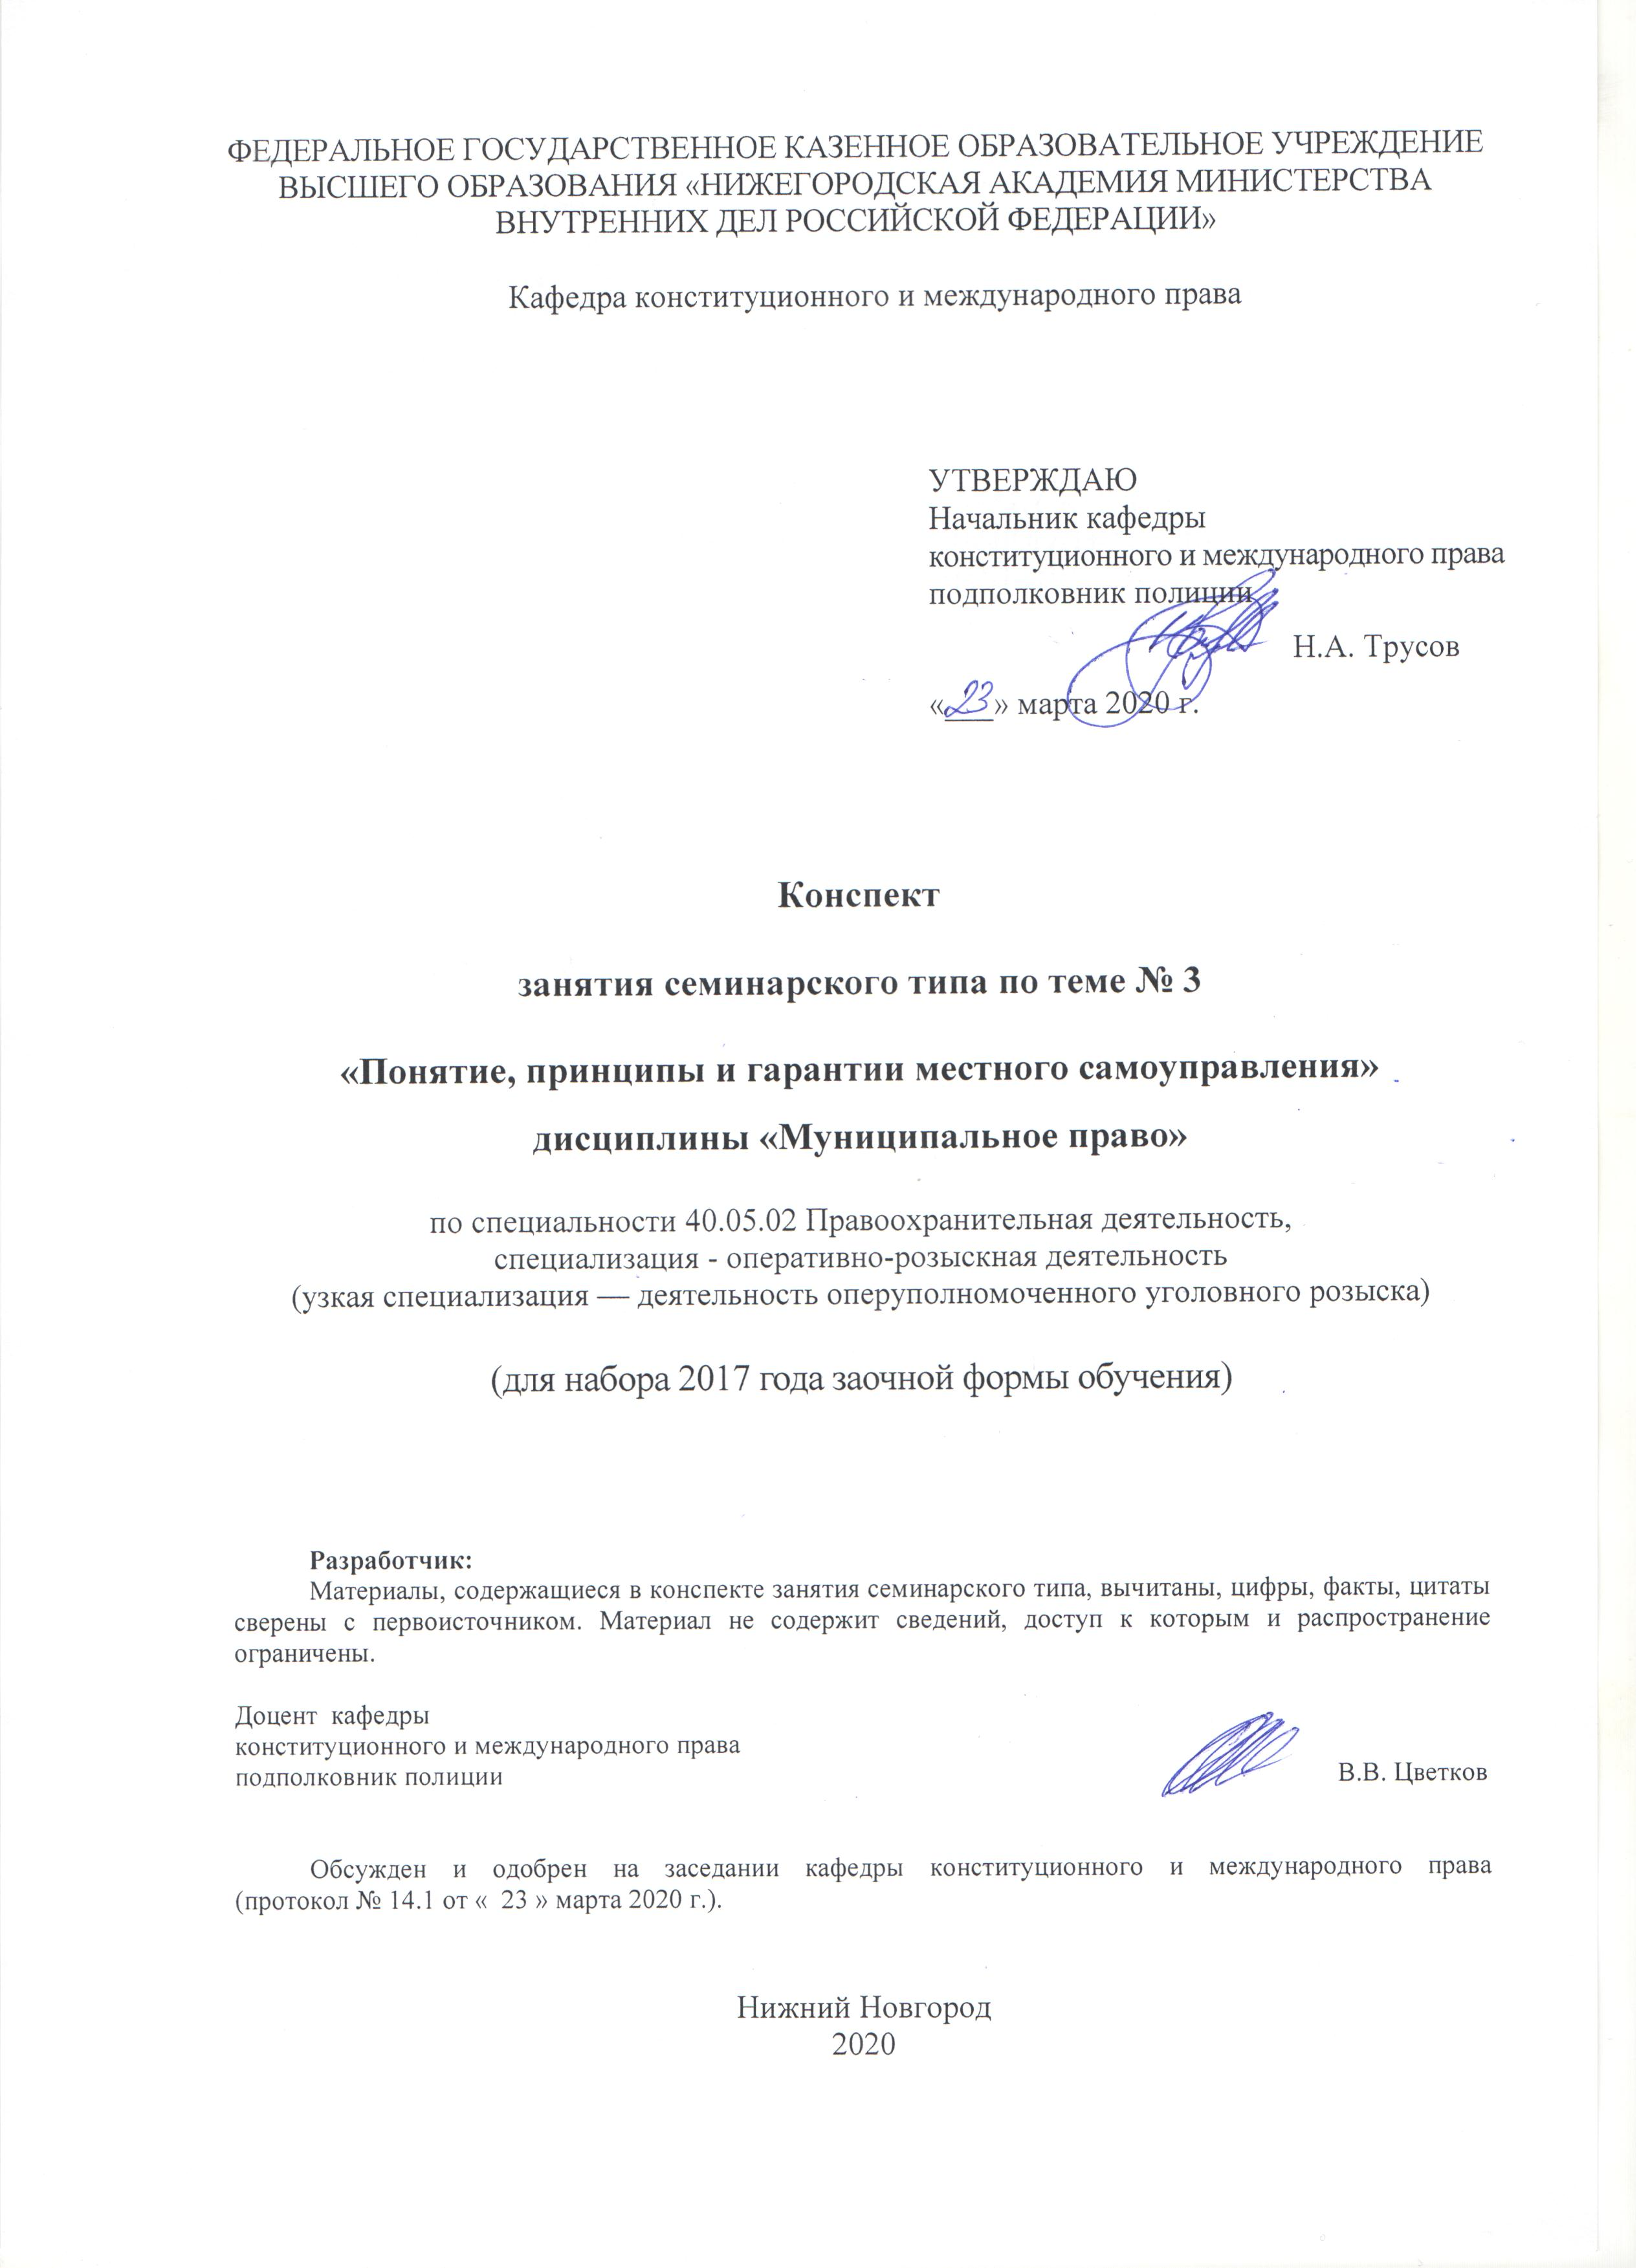 ФЕДЕРАЛЬНОЕ ГОСУДАРСТВЕННОЕ КАЗЕННОЕ ОБРАЗОВАТЕЛЬНОЕ УЧРЕЖДЕНИЕ
ВЫСШЕГО ОБРАЗОВАНИЯ «НИЖЕГОРОДСКАЯ АКАДЕМИЯ МИНИСТЕРСТВА
ВНУТРЕННИХ ДЕЛ РОССИЙСКОЙ ФЕДЕРАЦИИ»
Кафедра конституционного и международного права
УТВЕРЖДАЮ
Начальник кафедры
конституционного и международного права
подполковник полиции
Н.А. Трусов
«23» марта 2020 г.
Конспект
занятия семинарского типа по теме № 3
«Понятие, принципы и гарантии местного самоуправления»
дисциплины «Муниципальное право»
по специальности 40.05.02 Правоохранительная деятельность,
специализация - оперативно-розыскная деятельность
(узкая специализация — деятельность оперуполномоченного уголовного розыска)
(для набора 2017 года заочной формы обучения)
Разработчик:
Материалы, содержащиеся в конспекте занятия семинарского типа, вычитаны, цифры, факты, цитаты
сверены с первоисточником. Материал не содержит сведений, доступ к которым и распространение
ограничены.
Доцент кафедры
конституционного и международного права
подполковник полиции
В.В. Цветков
Обсужден и одобрен на заседании кафедры конституционного и международного права
(протокол № 14.1 от « 23 » марта 2020 г.).
Нижний Новгород
2020